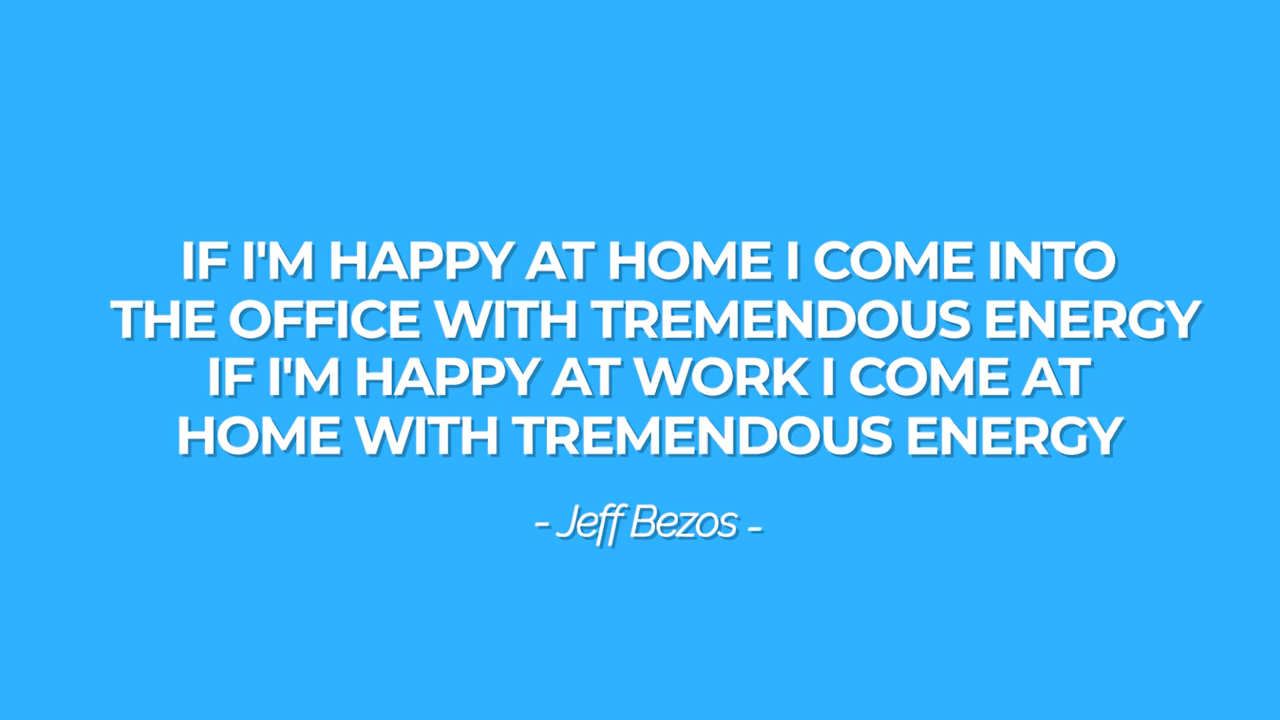 IF I'M HAPPY AT HOME I COME INTO
THE OFFICE WITH TREMENDOUS ENERGY
IF I'M HAPPY AT WORK I COME AT
HOME WITH TREMENDOUS ENERGY
- Jeff Bezos -